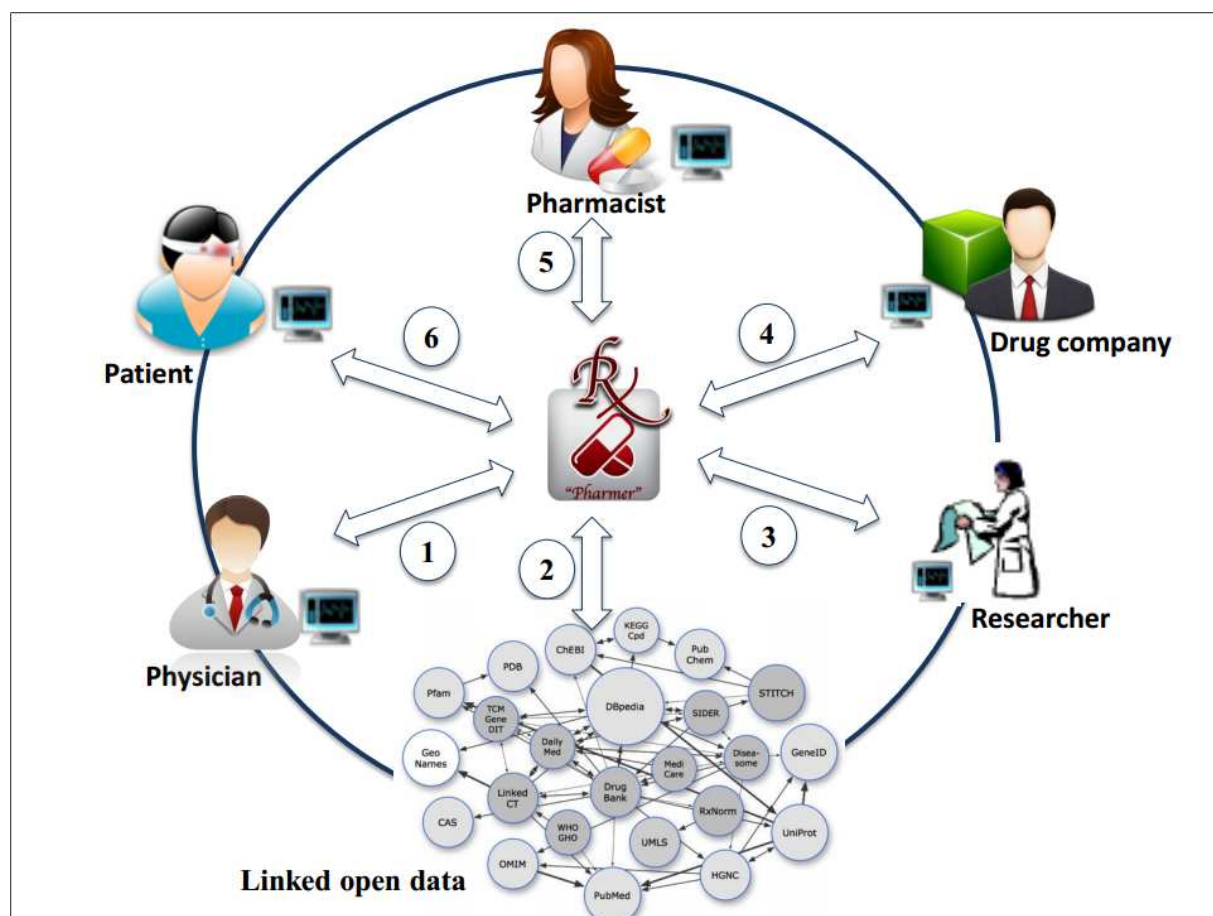 Pharmacist
5
Drug company
4
Patient
6
Rx
"Pharmer"
Physician
1
2
3
Researcher
KEGG
Cpd
ChEBI
Pub
Chem
PDB
Pfam
STITCH
DBpedia
TCM
Gene
DIT
SIDER
Daily
Med
Disea-
some
GeneID
Geo
Names
Medi
Care
Linked
CT
Drug
Bank
RxNorm
CAS
WHO
GHO
UMLS
UniProt
OMIM
HGNC
PubMed
Linked open data